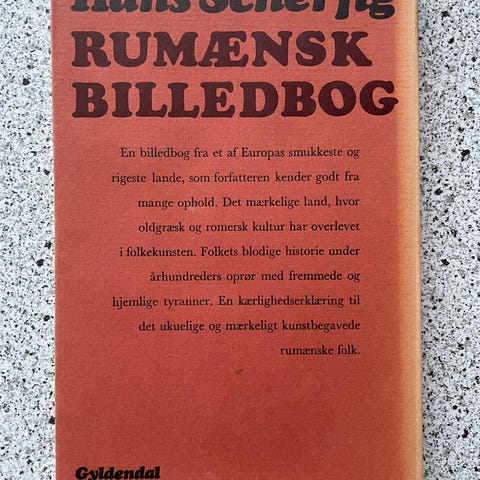 Hans Scherfig
RUMÆNSK
BILLEDBOG
En billedbog fra et af Europas smukkeste og
rigeste lande, som forfatteren kender godt fra
mange ophold. Det mærkelige land, hvor
oldgræsk og romersk kultur har overlevet
i folkekunsten. Folkets blodige historie under
århundreders oprør med fremmede og
hjemlige tyranner. En kærlighedserklæring til
det ukuelige og mærkeligt kunstbegavede
rumænske folk.
Gyldendal